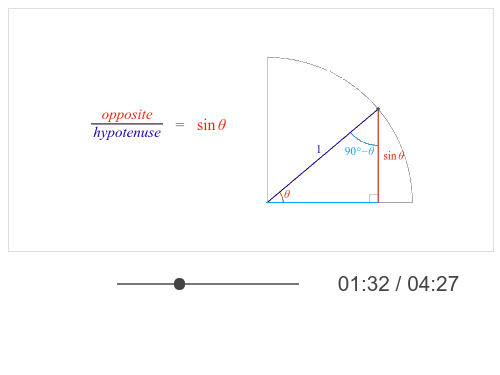 opposite
hypotenuse
= sin θ
1
90°−θ
sin θ
θ
01:32 / 04:27